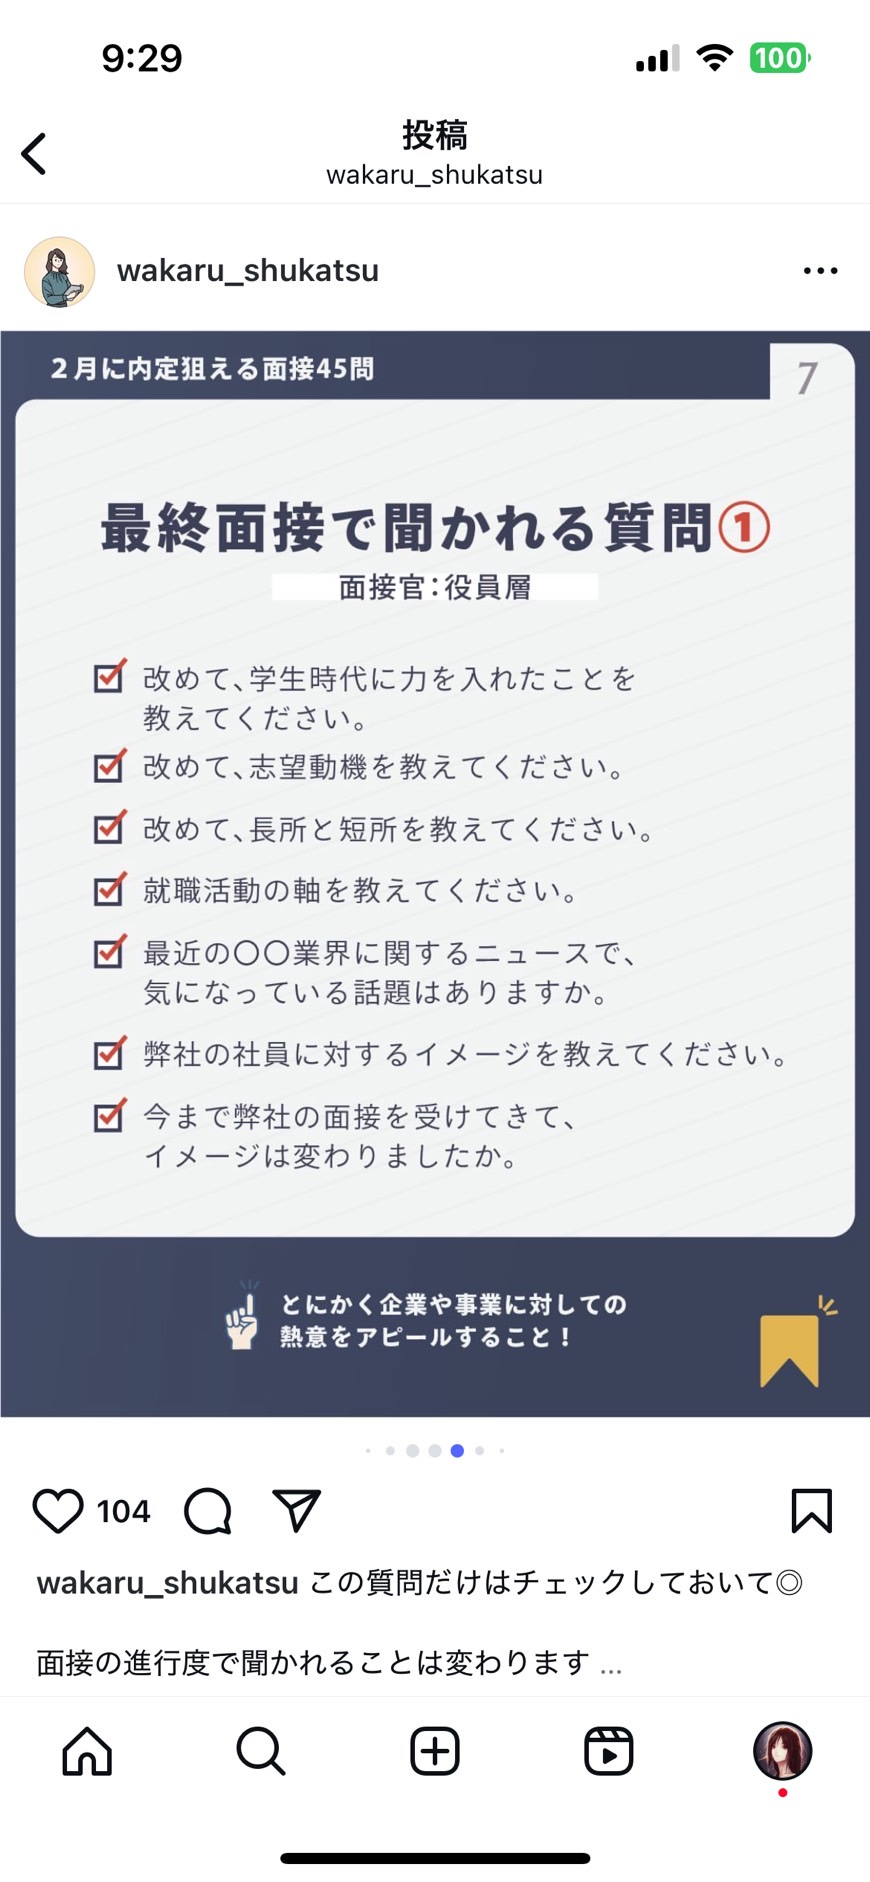 9:29
100
投稿
wakaru_shukatsu
wakaru_shukatsu
２月に内定狙える面接45問
7
最終面接で聞かれる質問①
面接官：役員層
改めて、学生時代に力を入れたことを
教えてください。
改めて、志望動機を教えてください。
改めて、長所と短所を教えてください。
就職活動の軸を教えてください。
最近の〇〇業界に関するニュースで、
気になっている話題はありますか。
弊社の社員に対するイメージを教えてください。
今まで弊社の面接を受けてきて、
イメージは変わりましたか。
とにかく企業や事業に対しての
熱意をアピールすること！
104
wakaru_shukatsu この質問だけはチェックしておいて◎
面接の進行度で聞かれることは変わります ...